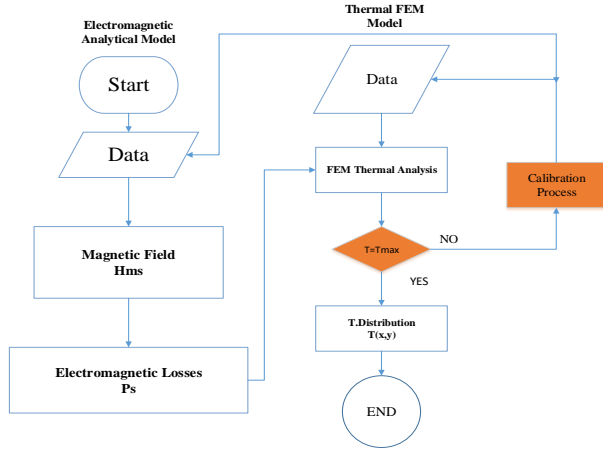 Electromagnetic
Analytical Model
Start
Data
Magnetic Field
Hms
Electromagnetic Losses
Ps
Thermal FEM
Model
Data
FEM Thermal Analysis
T=Tmax
NO
Calibration
Process
YES
T.Distribution
T(x,y)
END